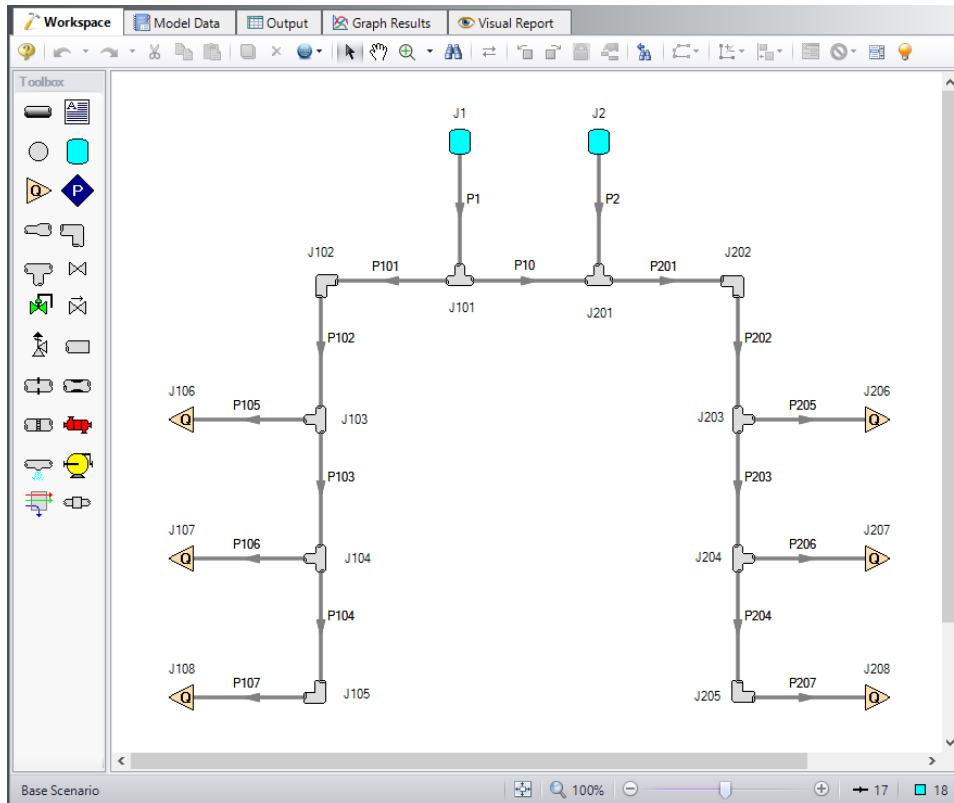 Workspace Model Data Output Graph Results Visual Report
Toolbox
A
Q P
J1 J2
P1 P2
J102 P101 P10 P201 J202
J101 J201
P102 P202
J106 P105 J103 J203 P205 J206
Q Q
P103 P203
J107 P106 J104 J204 P206 J207
Q Q
P104 P204
J108 P107 J105 J205 P207 J208
Q Q
Base Scenario 100% 17 18